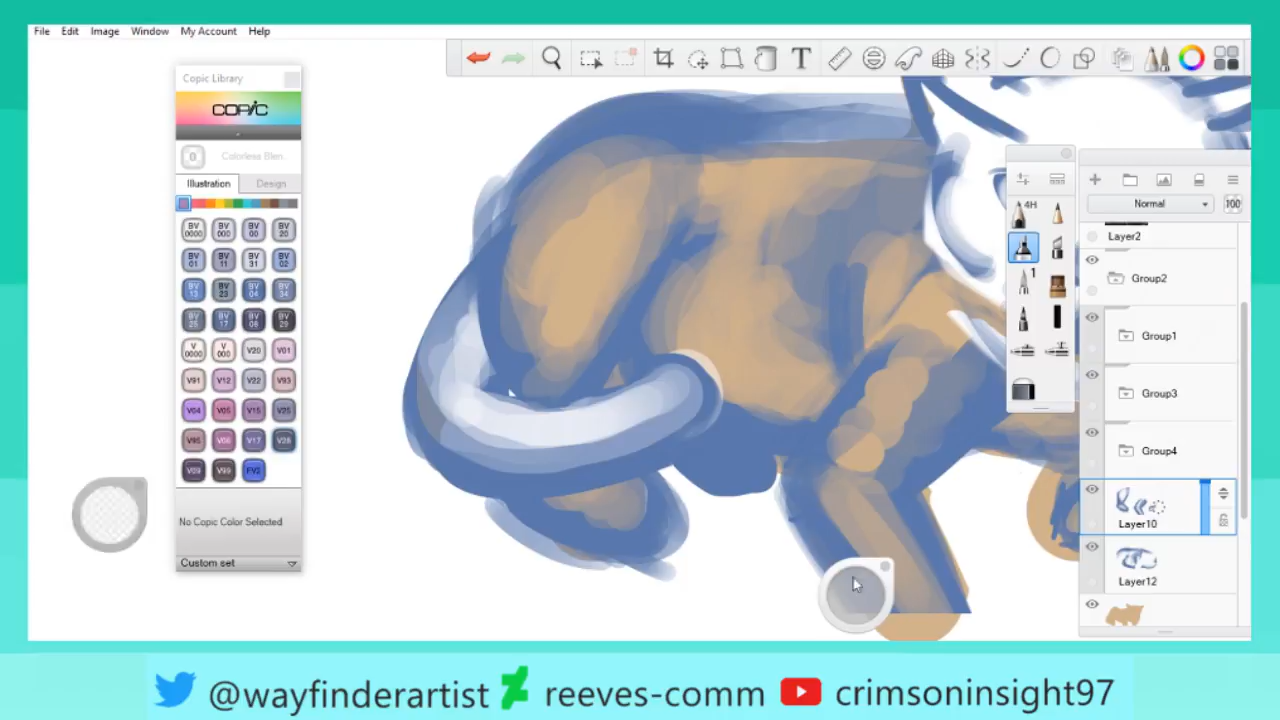 File Edit Image Window My Account Help
Copic Library
COPIC
0 Colorless Blen
Illustration Design
BV 0000 BV 000 BV 00 BV 20
BV 01 BV 11 BV 31 BV 02
BV 13 BV 23 BV 04 BV 34
BV 25 BV 17 BV 08 BV 29
V 0000 V 000 V20 V01
V91 V12 V22 V93
V04 V05 V15 V25
V95 V06 V17 V28
V09 V99 FV2
No Copic Color Selected
Custom set
T
4H
1
Normal 100
Layer2
Group2
Group1
Group3
Group4
Layer10
Layer12
@wayfinderartist reeves-comm crimsoninsight97